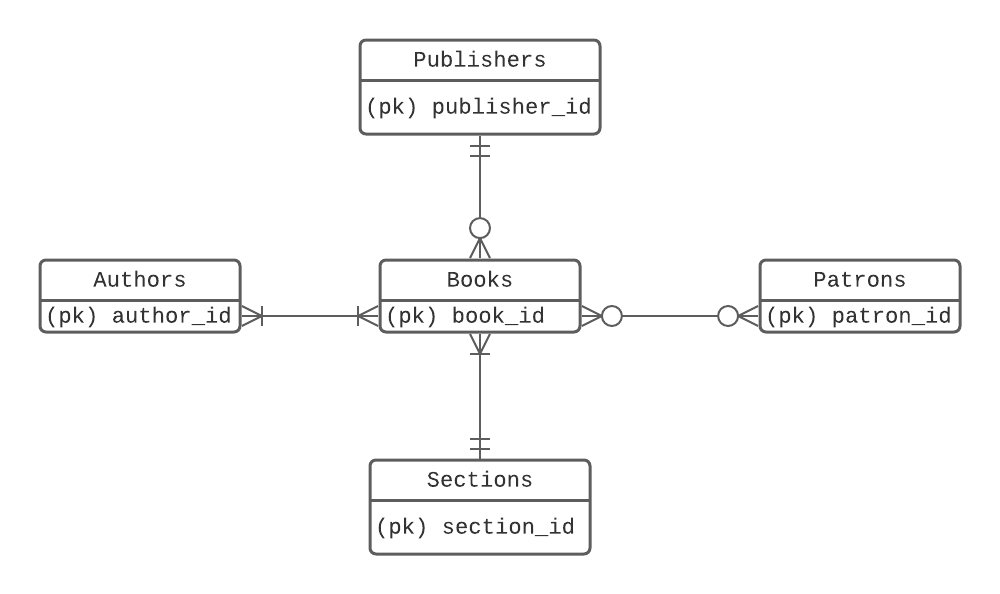 Publishers
(pk) publisher_id
Authors
(pk) author_id
Books
(pk) book_id
Patrons
(pk) patron_id
Sections
(pk) section_id